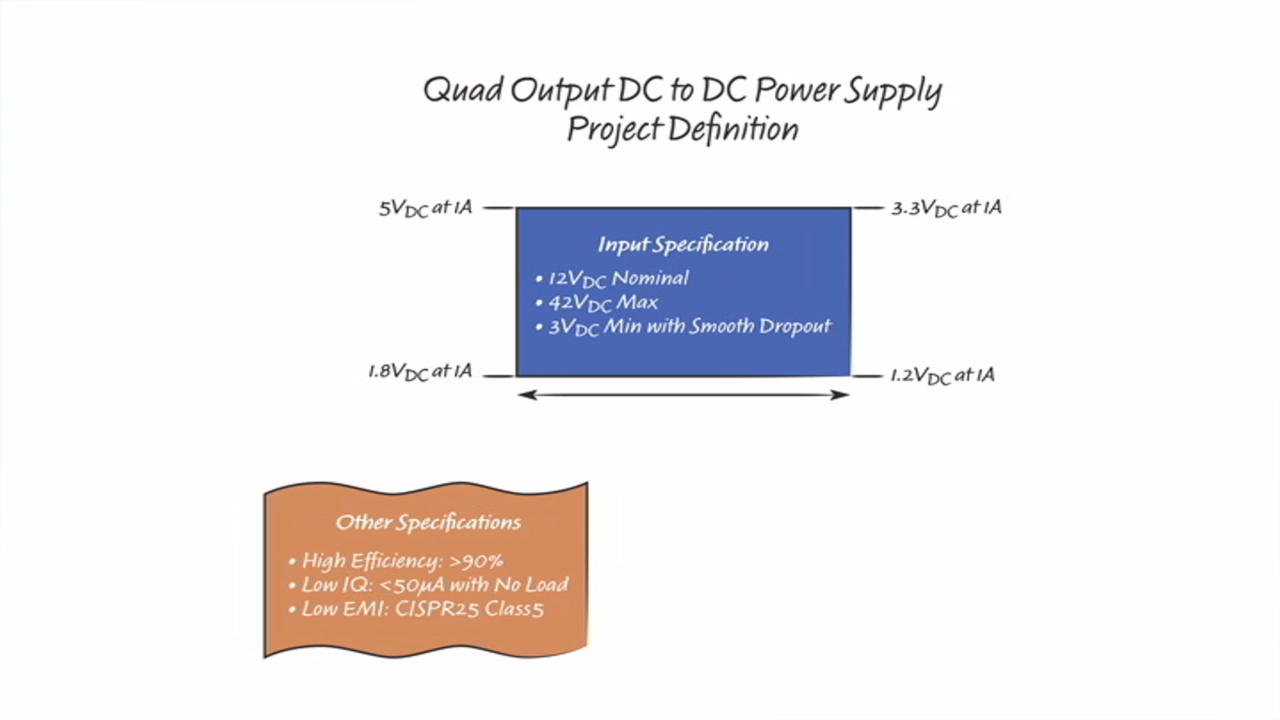 Quad Output DC to DC Power Supply
Project Definition
5VDC at 1A
3.3VDC at 1A
Input Specification
• 12VDC Nominal
• 42VDC Max
• 3VDC Min with Smooth Dropout
1.8VDC at 1A
1.2VDC at 1A
Other Specifications
• High Efficiency: >90%
• Low IQ: <50µA with No Load
• Low EMI: CISPR25 Class5